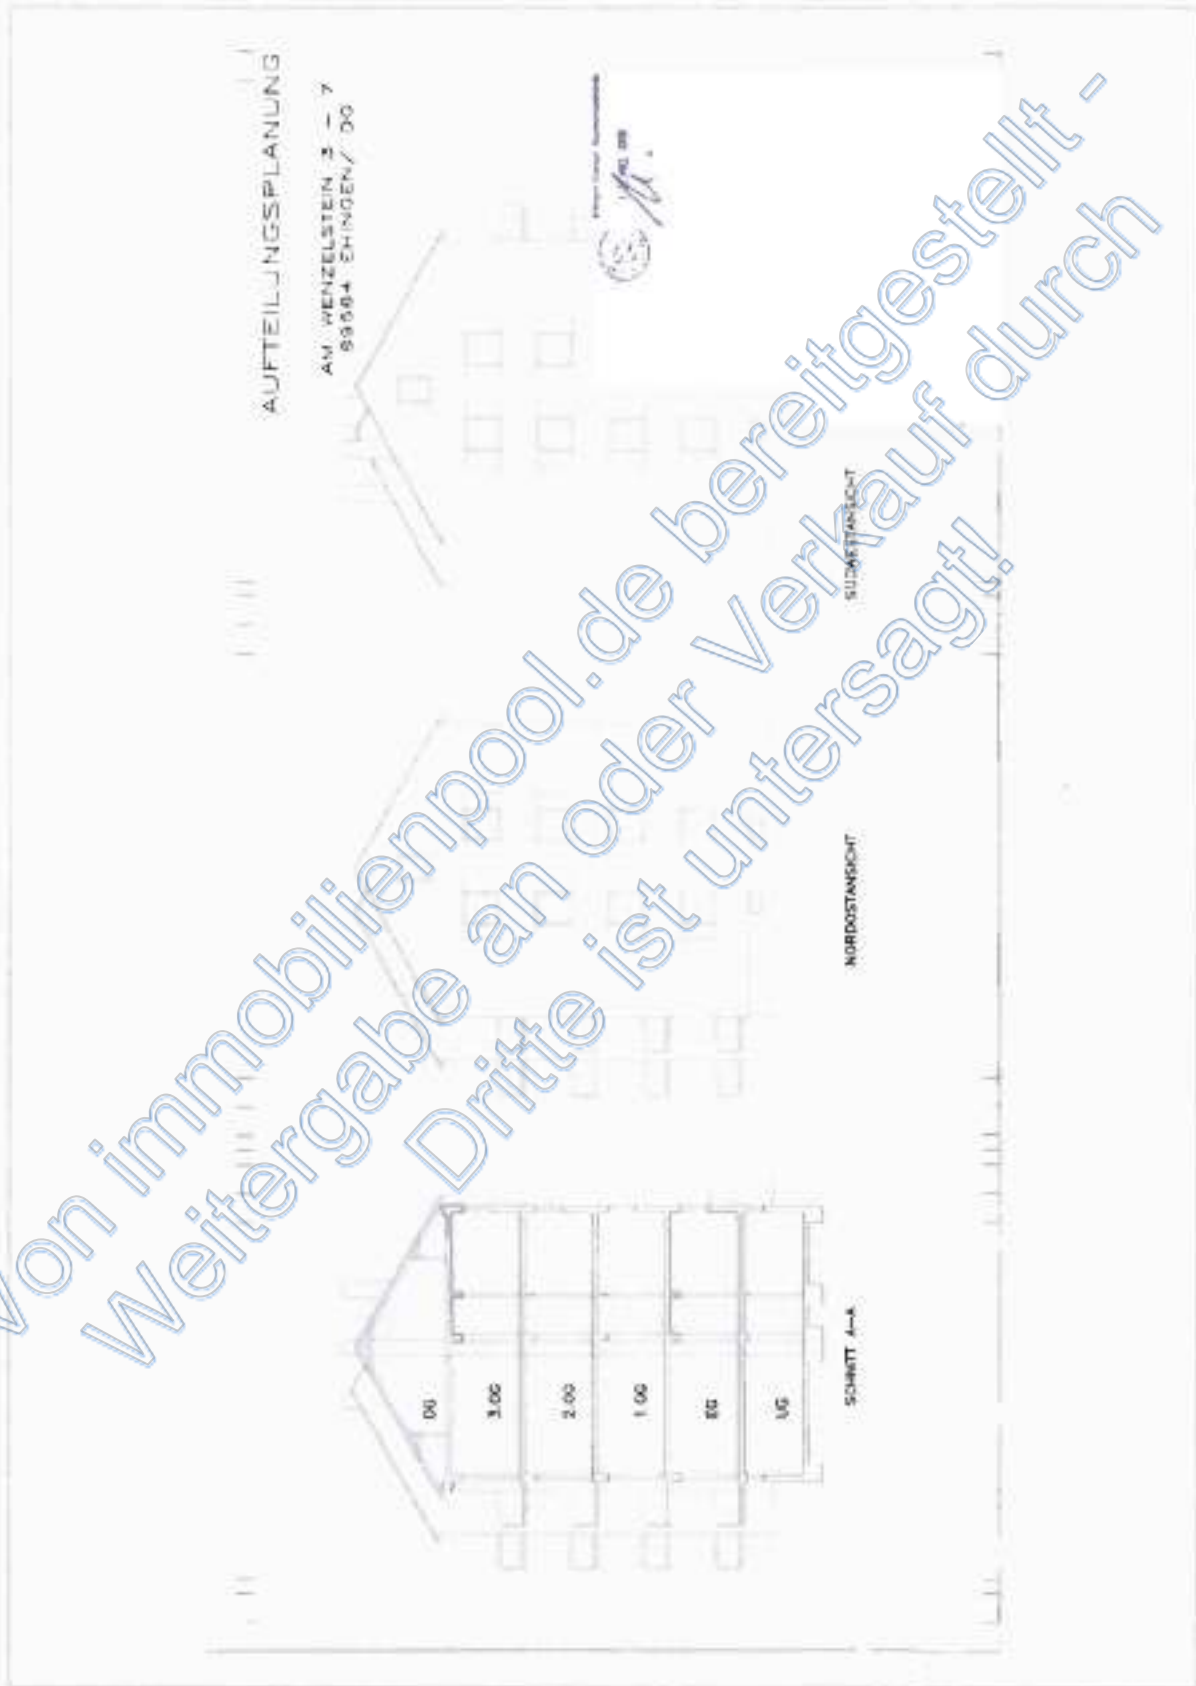 AUFTEILUNGSPLANUNG
AM WENZELSTEIN 3 - 7
89584 EHINGEN/ DO
DG
3.OG
2.OG
1 OG
EG
UG
SCHNITT A-A
NORDOSTANSICHT
SÜDWESTANSICHT
von immobilienpool.de bereitgestellt -
Weitergabe an oder Verkauf durch
Dritte ist untersagt!